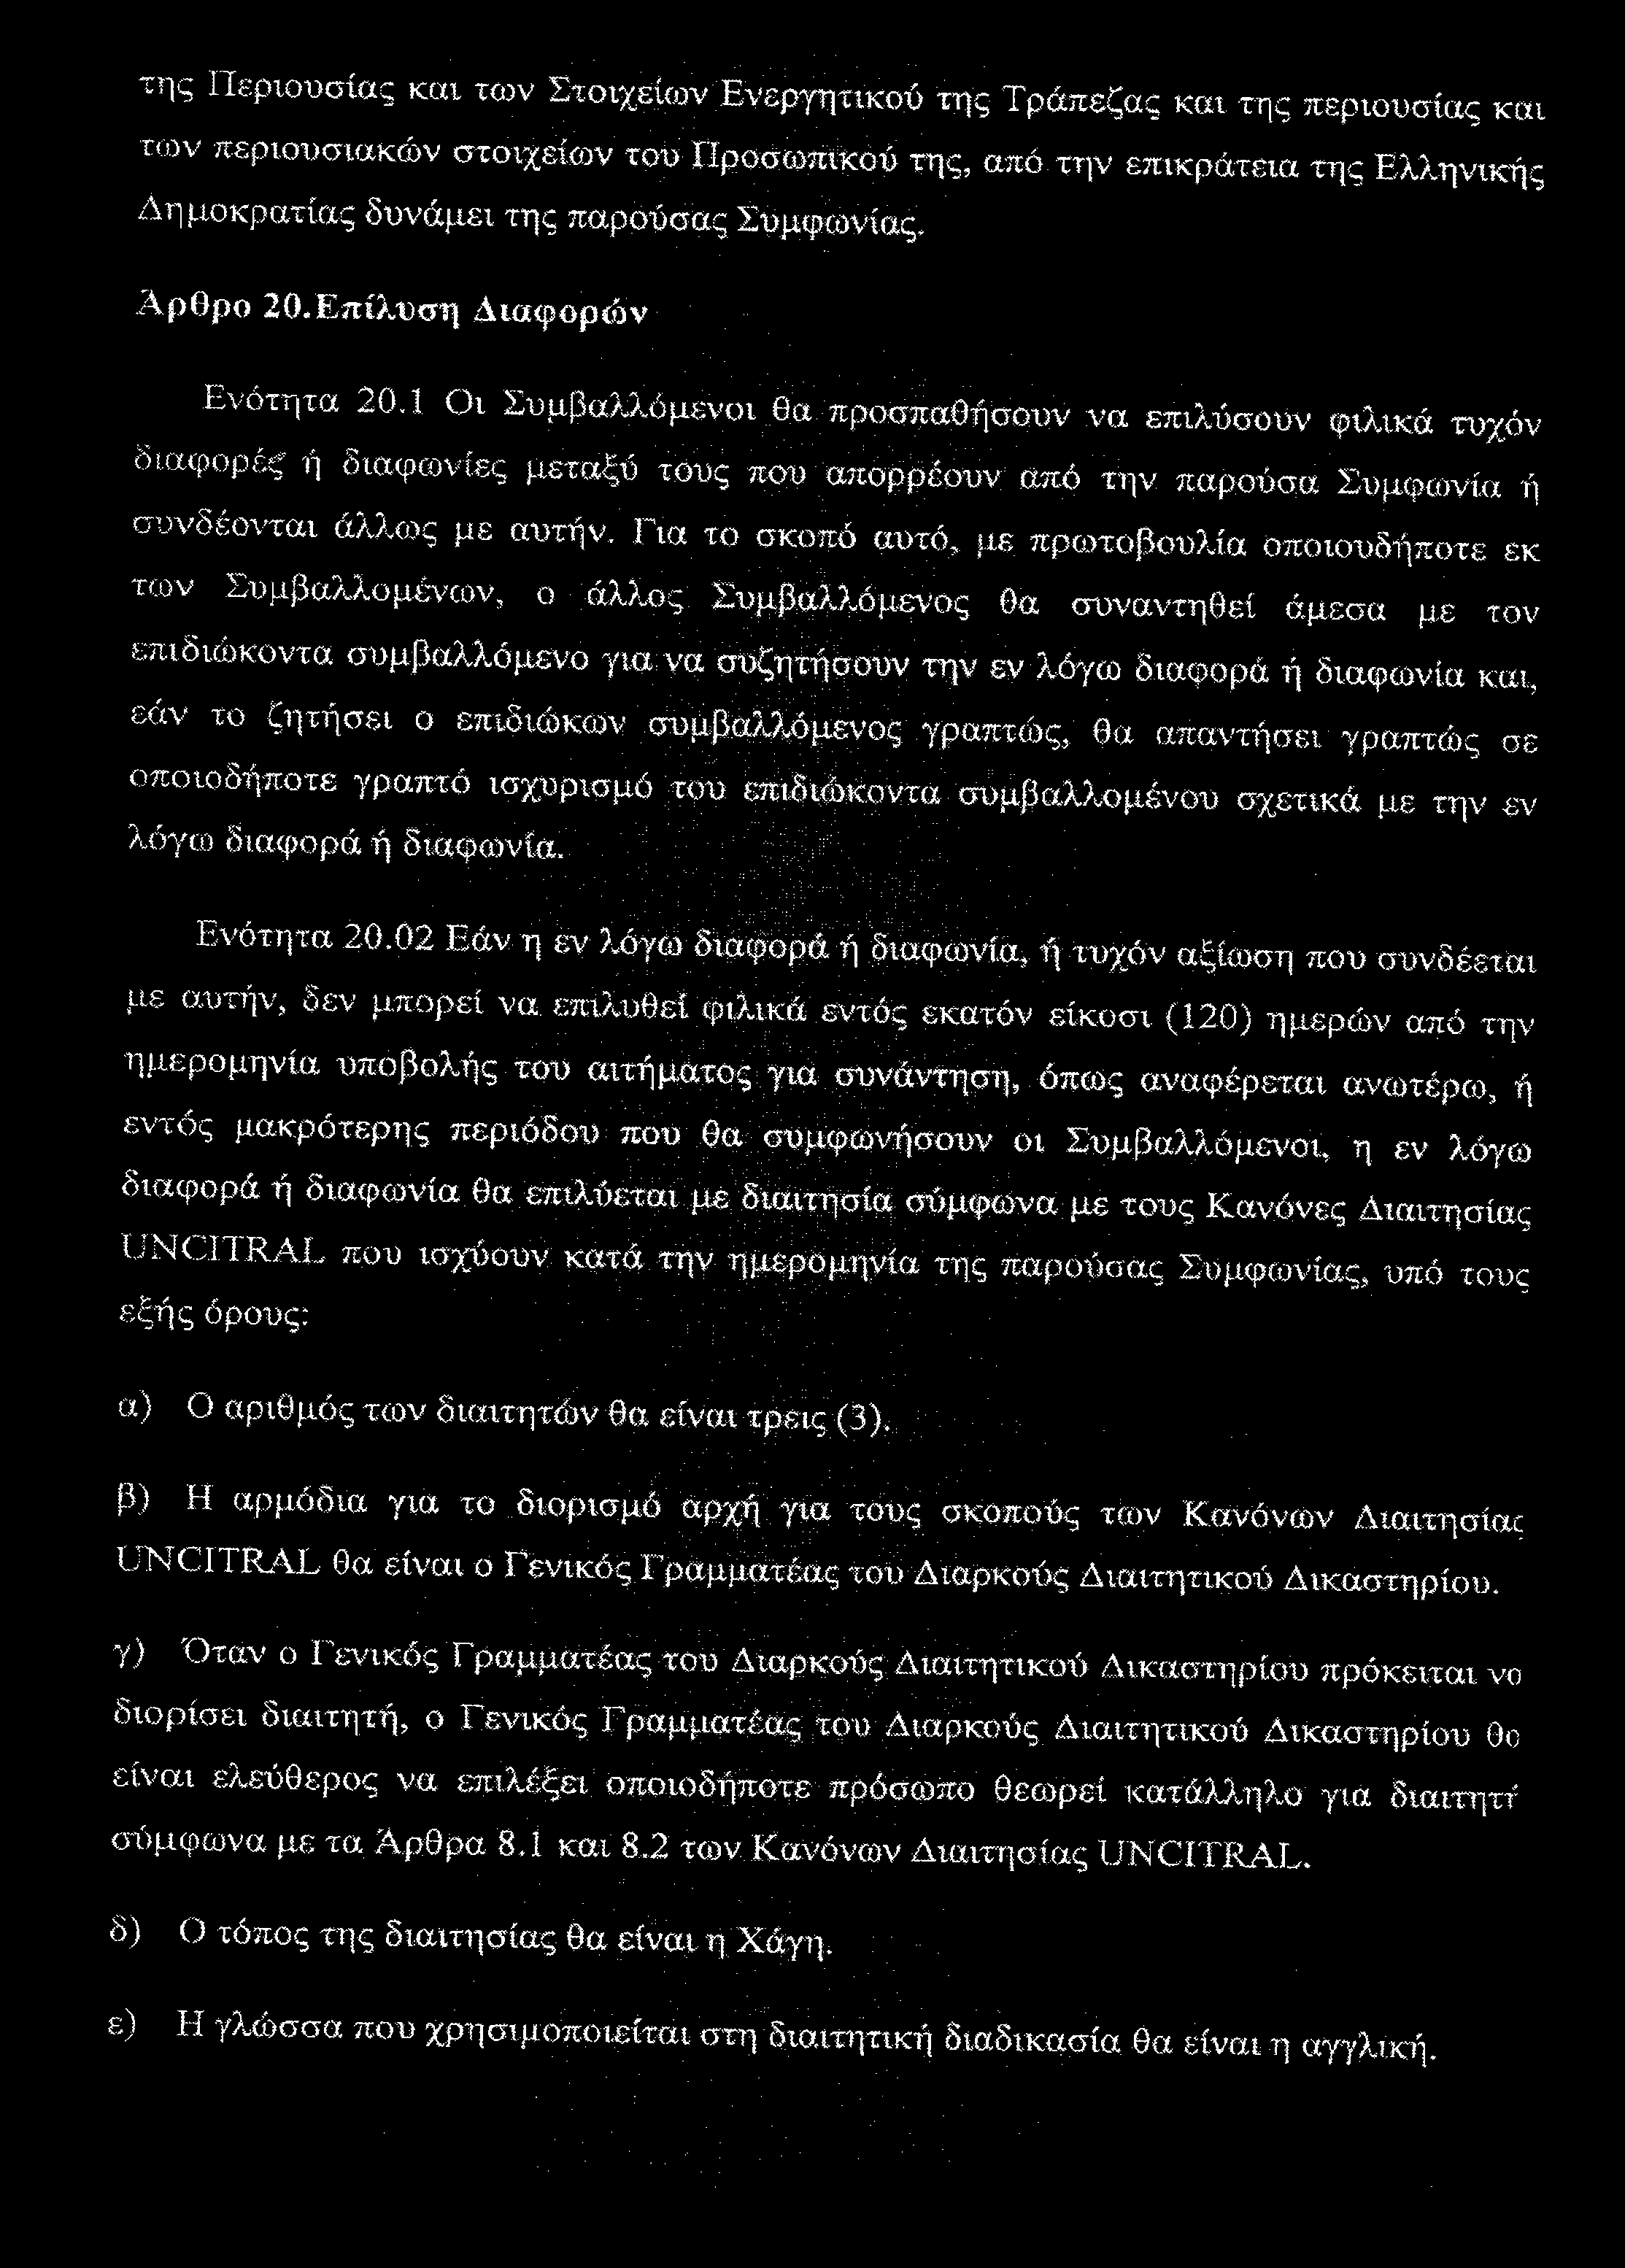 της Περιουσίας και των Στοιχείων Ενεργητικού της Τράπεζας και της περιουσίας και
των περιουσιακών στοιχείων του Προσωπικού της, από την επικράτεια της Ελληνικής
Δημοκρατίας δυνάμει της παρούσας Συμφωνίας.
Άρθρο 20.Επίλυση Διαφορών
Ενότητα 20.1 Οι Συμβαλλόμενοι θα προσπαθήσουν να επιλύσουν φιλικά τυχόν
διαφορές ή διαφωνίες μεταξύ τους που απορρέουν από την παρούσα Συμφωνία ή
συνδέονται άλλως με αυτήν. Για το σκοπό αυτό, με πρωτοβουλία οποιουδήποτε εκ
των Συμβαλλομένων, ο άλλος Συμβαλλόμενος θα συναντηθεί άμεσα με τον
επιδιώκοντα συμβαλλόμενο για να συζητήσουν την εν λόγω διαφορά ή διαφωνία και,
εάν το ζητήσει ο επιδιώκων συμβαλλόμενος γραπτώς, θα απαντήσει γραπτώς σε
οποιοδήποτε γραπτό ισχυρισμό του επιδιώκοντα συμβαλλομένου σχετικά με την εν
λόγω διαφορά ή διαφωνία.
Ενότητα 20.02 Εάν η εν λόγω διαφορά ή διαφωνία, ή τυχόν αξίωση που συνδέεται
με αυτήν, δεν μπορεί να επιλυθεί φιλικά εντός εκατόν είκοσι (120) ημερών από την
ημερομηνία υποβολής του αιτήματος για συνάντηση, όπως αναφέρεται ανωτέρω, ή
εντός μακρότερης περιόδου που θα συμφωνήσουν οι Συμβαλλόμενοι, η εν λόγω
διαφορά ή διαφωνία θα επιλύεται με διαιτησία σύμφωνα με τους Κανόνες Διαιτησίας
UNCITRAL που ισχύουν κατά την ημερομηνία της παρούσας Συμφωνίας, υπό τους
εξής όρους:
α) Ο αριθμός των διαιτητών θα είναι τρεις (3).
β) Η αρμόδια για το διορισμό αρχή για τους σκοπούς των Κανόνων Διαιτησίας
UNCITRAL θα είναι ο Γενικός Γραμματέας του Διαρκούς Διαιτητικού Δικαστηρίου.
γ) Όταν ο Γενικός Γραμματέας του Διαρκούς Διαιτητικού Δικαστηρίου πρόκειται να
διορίσει διαιτητή, ο Γενικός Γραμματέας του Διαρκούς Διαιτητικού Δικαστηρίου θα
είναι ελεύθερος να επιλέξει οποιοδήποτε πρόσωπο θεωρεί κατάλληλο για διαιτητή
σύμφωνα με τα Άρθρα 8.1 και 8.2 των Κανόνων Διαιτησίας UNCITRAL.
δ) Ο τόπος της διαιτησίας θα είναι η Χάγη.
ε) Η γλώσσα που χρησιμοποιείται στη διαιτητική διαδικασία θα είναι η αγγλική.